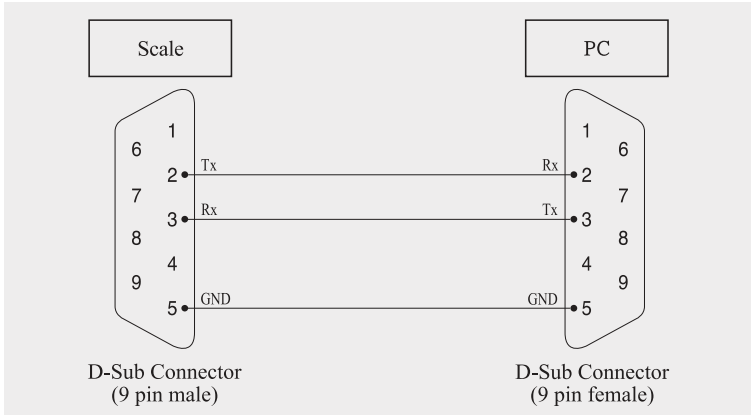 Scale
PC
1
6
2
7
3
8
4
9
5
Tx
Rx
Rx
Tx
GND
GND
1
6
2
7
3
8
4
9
5
D-Sub Connector
(9 pin male)
D-Sub Connector
(9 pin female)